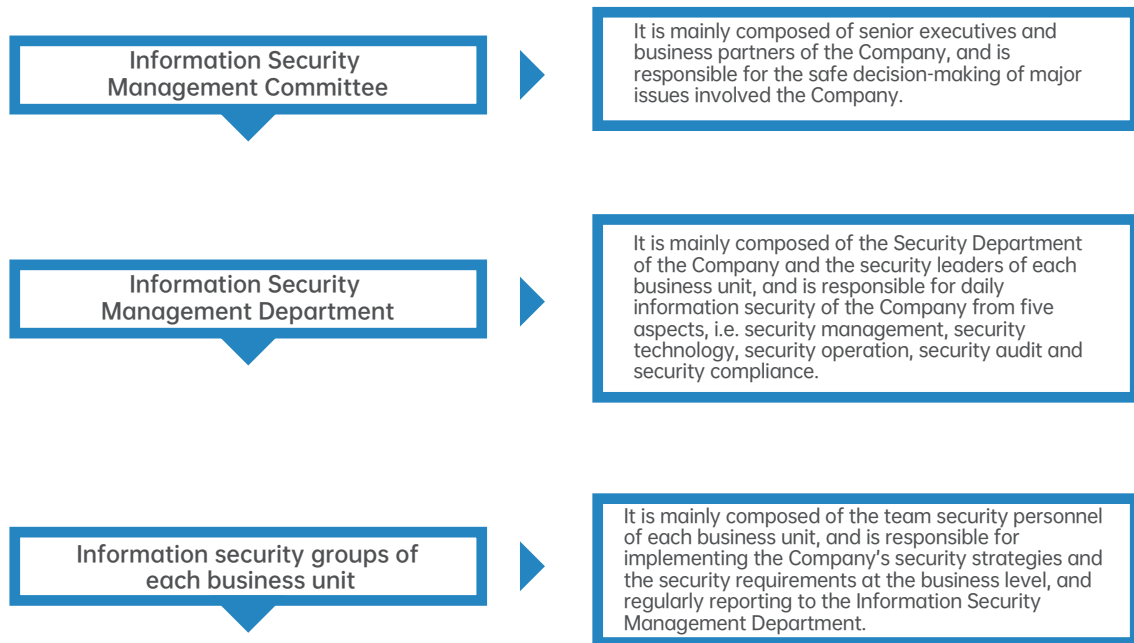 Information Security
Management Committee
It is mainly composed of senior executives and
business partners of the Company, and is
responsible for the safe decision-making of major
issues involved the Company.
Information Security
Management Department
It is mainly composed of the Security Department
of the Company and the security leaders of each
business unit, and is responsible for daily
information security of the Company from five
aspects, i.e. security management, security
technology, security operation, security audit and
security compliance.
Information security groups of
each business unit
It is mainly composed of the team security personnel
of each business unit, and is responsible for
implementing the Company's security strategies and
the security requirements at the business level, and
regularly reporting to the Information Security
Management Department.